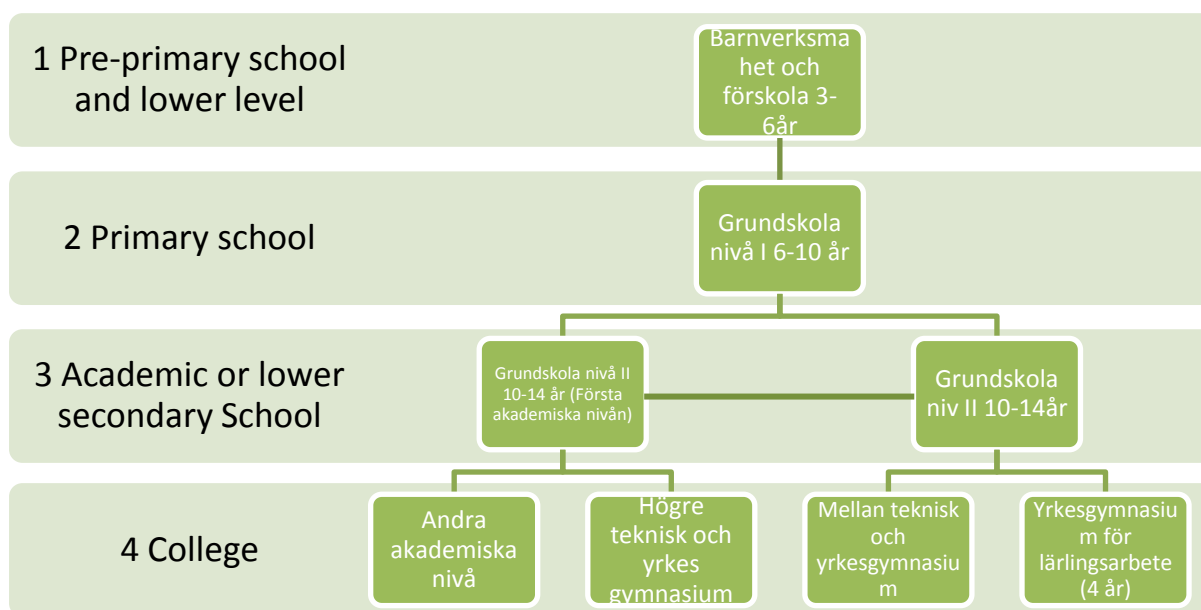 1 Pre-primary school
and lower level
Barnverksma
het och
förskola 3-
6år
2 Primary school
Grundskola
nivå I 6-10 år
3 Academic or lower
secondary School
Grundskola nivå II
10-14 år (Första
akademiska nivån)
Grundskola
niv II 10-14år
4 College
Andra
akademiska
nivå
Högre
teknisk och
yrkes
gymnasium
Mellan teknisk
och
yrkesgymnasiu
m
Yrkesgymnasiu
m för
lärlingsarbete
(4 år)